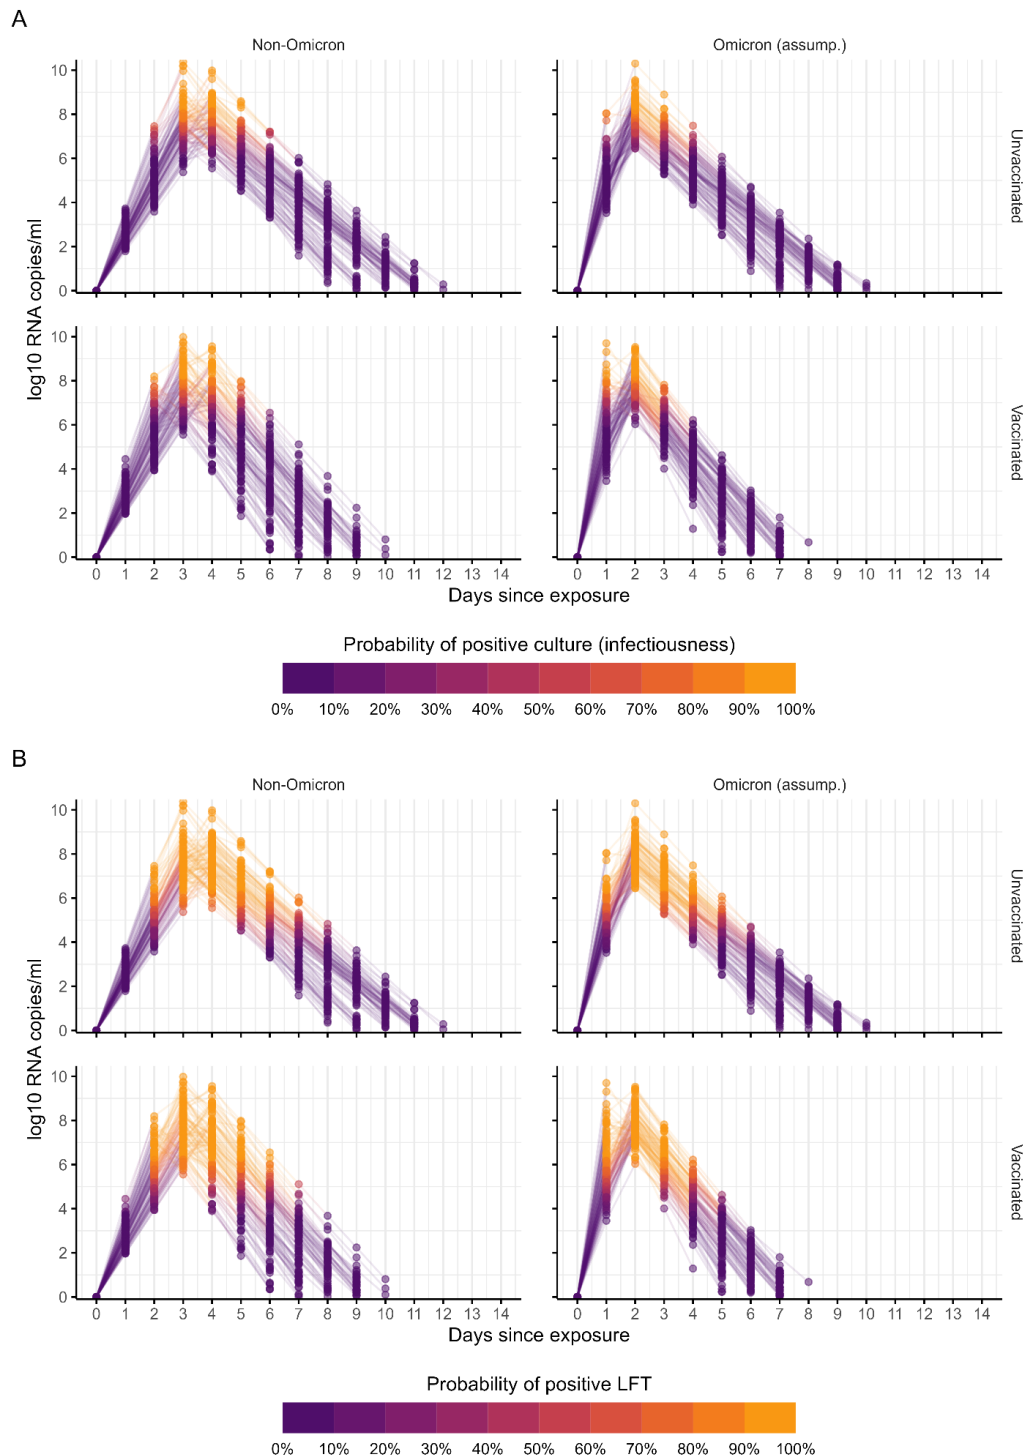 A
Non-Omicron
Omicron (assump.)
10
8
6
4
2
0
Unvaccinated
log10 RNA copies/ml
10
8
6
4
2
0
Vaccinated
0 1 2 3 4 5 6 7 8 9 10 11 12 13 14
0 1 2 3 4 5 6 7 8 9 10 11 12 13 14
Days since exposure
Probability of positive culture (infectiousness)
0% 10% 20% 30% 40% 50% 60% 70% 80% 90% 100%
B
Non-Omicron
Omicron (assump.)
10
8
6
4
2
0
Unvaccinated
log10 RNA copies/ml
10
8
6
4
2
0
Vaccinated
0 1 2 3 4 5 6 7 8 9 10 11 12 13 14
0 1 2 3 4 5 6 7 8 9 10 11 12 13 14
Days since exposure
Probability of positive LFT
0% 10% 20% 30% 40% 50% 60% 70% 80% 90% 100%